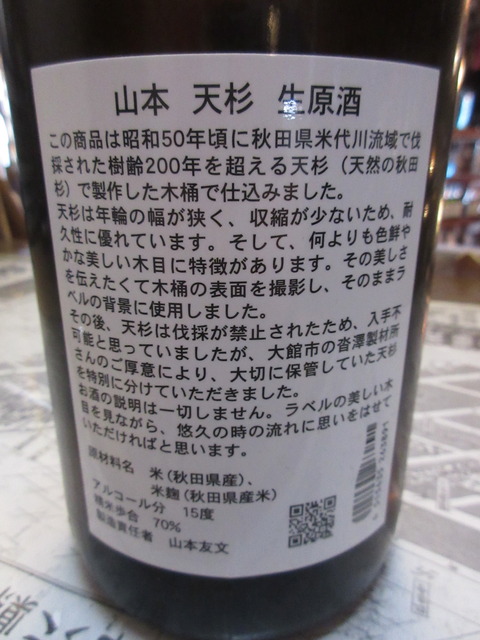 山本 天杉 生原酒
この商品は昭和50年頃に秋田県米代川流域で伐
採された樹齢200年を超える天杉（天然の秋田
杉）で製作した木桶で仕込みました。
天杉は年輪の幅が狭く、収縮が少ないため、耐
久性に優れています。そして、何よりも色鮮や
かな美しい木目に特徴があります。その美しさ
を伝えたくて木桶の表面を撮影し、そのままラ
ベルの背景に使用しました。
その後、天杉は伐採が禁止されたため、入手不
可能と思っていましたが、大館市の沓澤製材所
さんのご厚意により、大切に保管していた天杉
を特別に分けていただきました。
お酒の説明は一切しません。ラベルの美しい木
目を見ながら、悠久の時の流れに思いをはせて
いただければと思います。
原材料名 米（秋田県産）、
米麹（秋田県産米）
アルコール分 15度
精米歩合 70%
製造責任者 山本友文